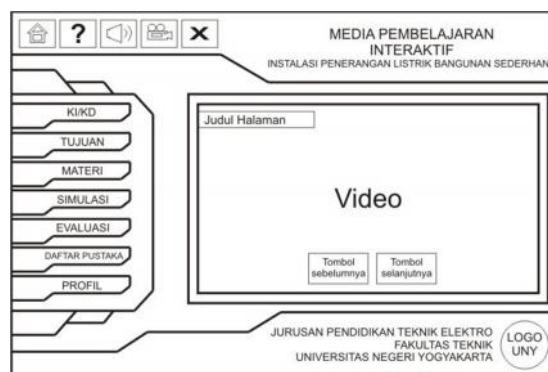 ?
X
MEDIA PEMBELAJARAN
INTERAKTIF
INSTALASI PENERANGAN LISTRIK BANGUNAN SEDERHAN
KI/KD
TUJUAN
MATERI
SIMULASI
EVALUASI
DAFTAR PUSTAKA
PROFIL
Judul Halaman
Video
Tombol
sebelumnya
Tombol
selanjutnya
JURUSAN PENDIDIKAN TEKNIK ELEKTRO
FAKULTAS TEKNIK
UNIVERSITAS NEGERI YOGYAKARTA
LOGO
UNY